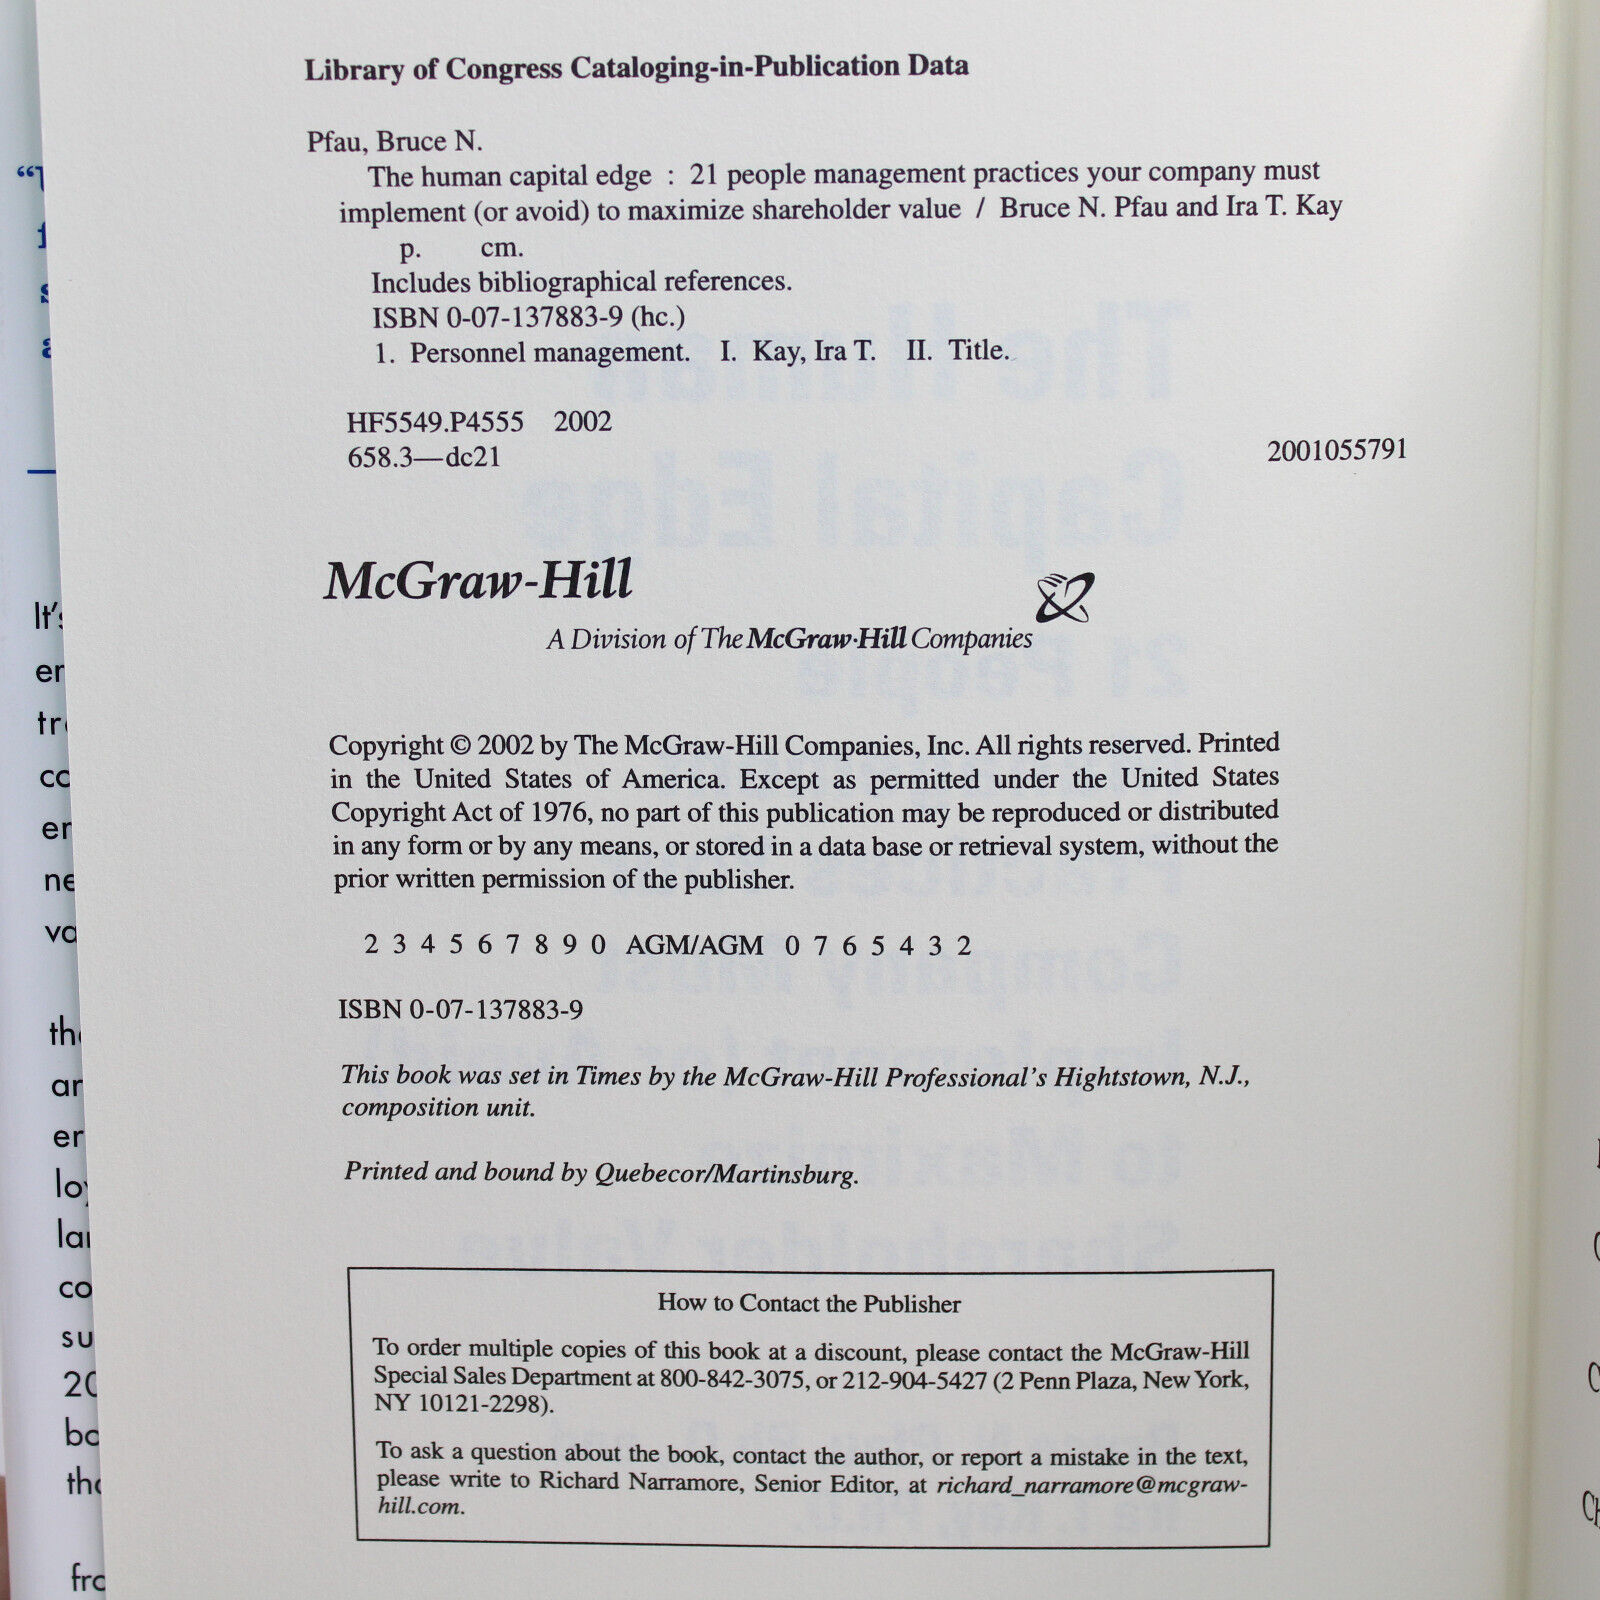 Library of Congress Cataloging-in-Publication Data
Pfau, Bruce N.
The human capital edge : 21 people management practices your company must
implement (or avoid) to maximize shareholder value / Bruce N. Pfau and Ira T. Kay
p. cm.
Includes bibliographical references.
ISBN 0-07-137883-9 (hc.)
1. Personnel management. I. Kay, Ira T. II. Title.
HF5549.P4555 2002
658.3—dc21 2001055791
McGraw-Hill
A Division of The McGraw·Hill Companies
Copyright © 2002 by The McGraw-Hill Companies, Inc. All rights reserved. Printed
in the United States of America. Except as permitted under the United States
Copyright Act of 1976, no part of this publication may be reproduced or distributed
in any form or by any means, or stored in a data base or retrieval system, without the
prior written permission of the publisher.
2 3 4 5 6 7 8 9 0 AGM/AGM 0 7 6 5 4 3 2
ISBN 0-07-137883-9
This book was set in Times by the McGraw-Hill Professional's Hightstown, N.J.,
composition unit.
Printed and bound by Quebecor/Martinsburg.
How to Contact the Publisher
To order multiple copies of this book at a discount, please contact the McGraw-Hill
Special Sales Department at 800-842-3075, or 212-904-5427 (2 Penn Plaza, New York,
NY 10121-2298).
To ask a question about the book, contact the author, or report a mistake in the text,
please write to Richard Narramore, Senior Editor, at richard_narramore@mcgraw-
hill.com.